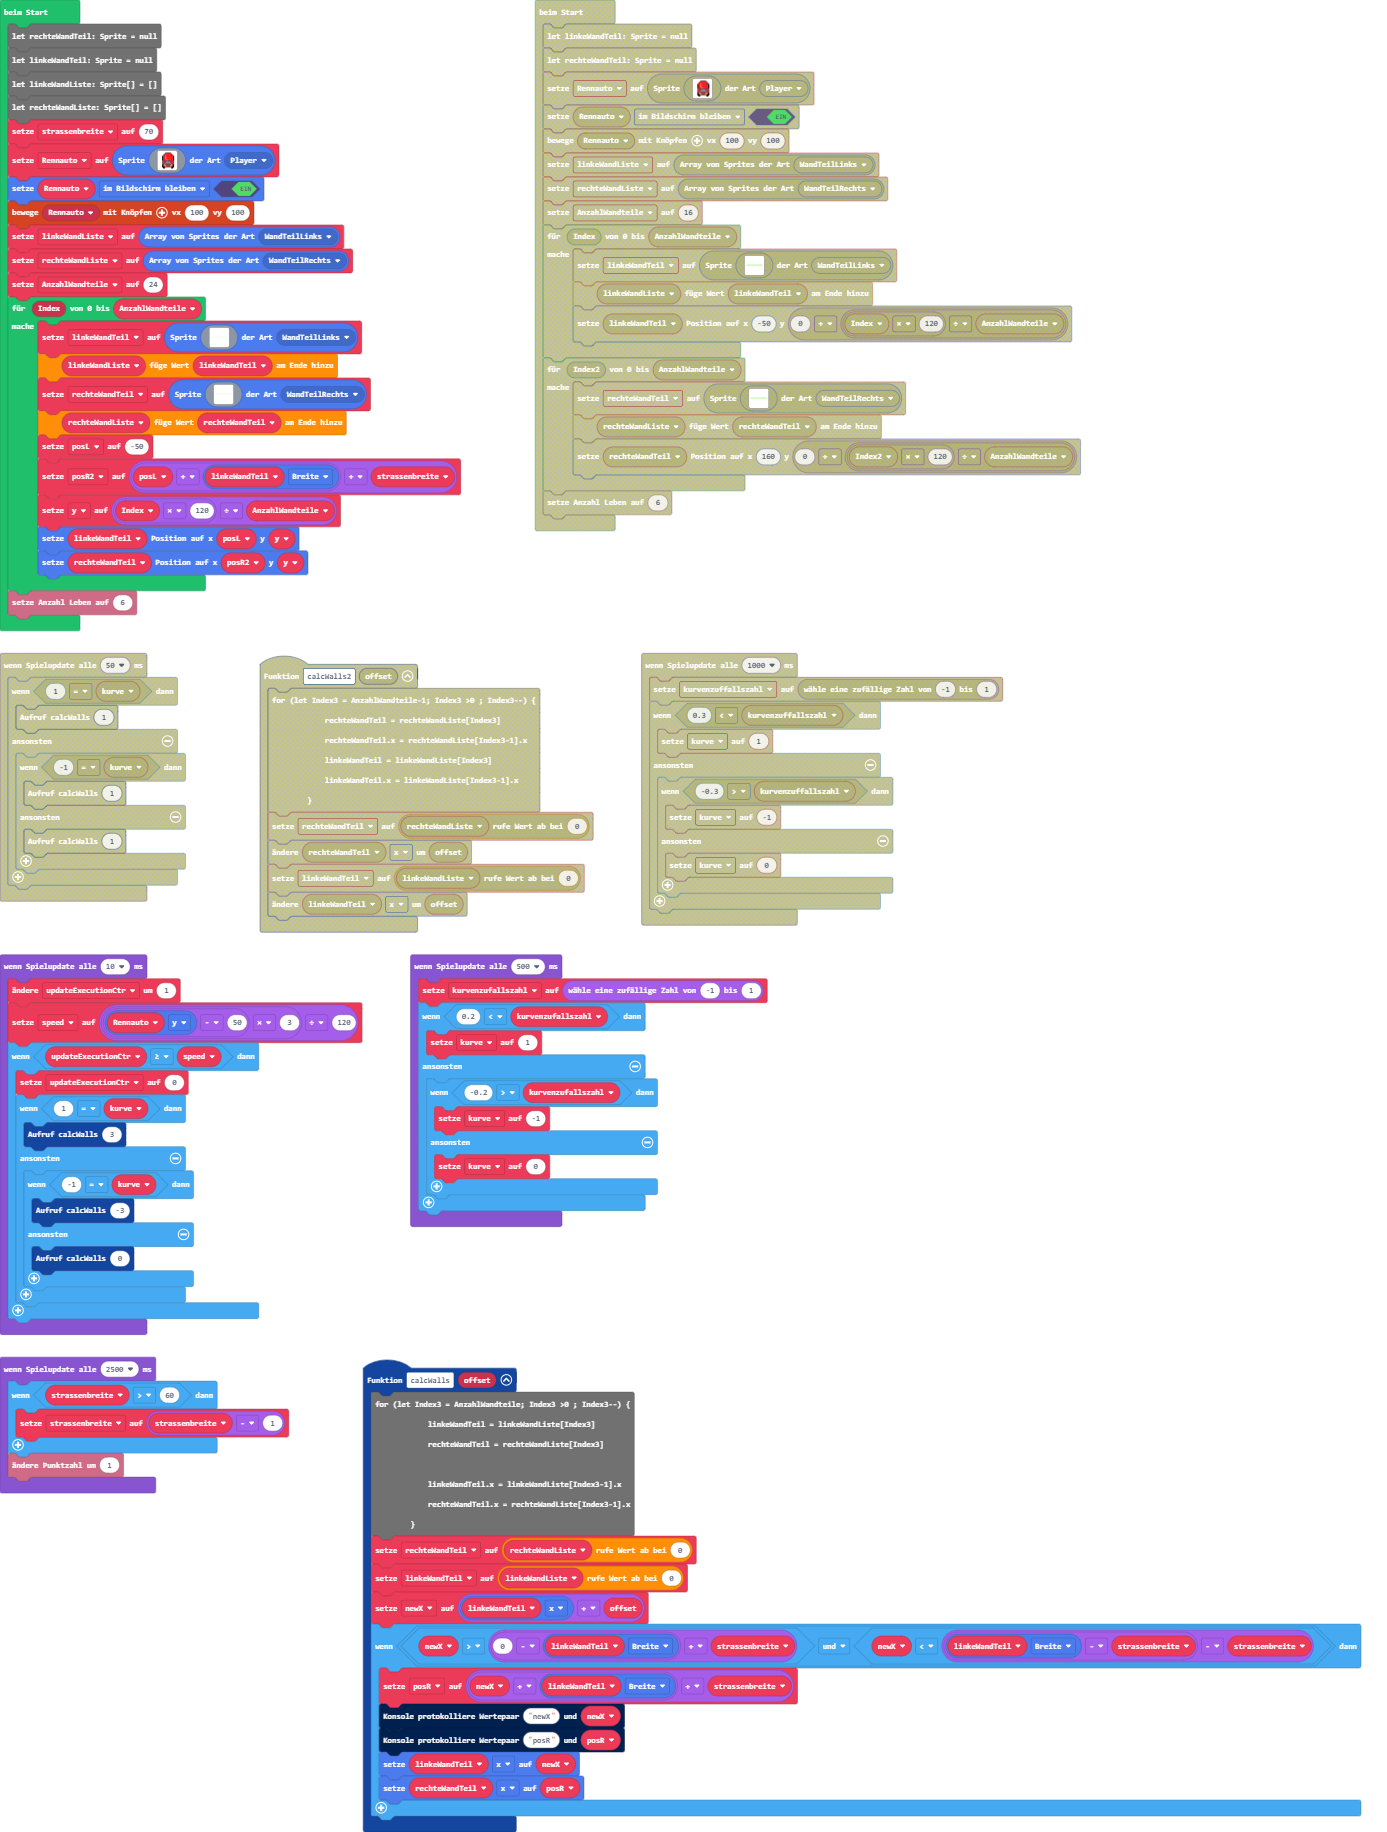 beim Start
let rechteWandTeil: Sprite = null
let linkeWandTeil: Sprite = null
let linkeWandListe: Sprite[] = []
let rechteWandListe: Sprite[] = []
setze strassenbreite auf 70
setze Rennauto auf Sprite der Art Player
setze Rennauto im Bildschirm bleiben EIN
bewege Rennauto mit Knöpfen vx 100 vy 100
setze linkeWandListe auf Array von Sprites der Art WandTeilLinks
setze rechteWandListe auf Array von Sprites der Art WandTeilRechts
setze AnzahlWandteile auf 24
für Index von 0 bis AnzahlWandteile
mache
setze linkeWandTeil auf Sprite der Art WandTeilLinks
linkeWandListe füge Wert linkeWandTeil am Ende hinzu
setze rechteWandTeil auf Sprite der Art WandTeilRechts
rechteWandListe füge Wert rechteWandTeil am Ende hinzu
setze posL auf -50
setze posR2 auf posL + linkeWandTeil Breite + strassenbreite
setze y auf Index × 120 ÷ AnzahlWandteile
setze linkeWandTeil Position auf x posL y y
setze rechteWandTeil Position auf x posR2 y y
setze Anzahl Leben auf 6
beim Start
let linkeWandTeil: Sprite = null
let rechteWandTeil: Sprite = null
setze Rennauto auf Sprite der Art Player
setze Rennauto im Bildschirm bleiben EIN
bewege Rennauto mit Knöpfen vx 100 vy 100
setze linkeWandListe auf Array von Sprites der Art WandTeilLinks
setze rechteWandListe auf Array von Sprites der Art WandTeilRechts
setze AnzahlWandteile auf 16
für Index von 0 bis AnzahlWandteile
mache
setze linkeWandTeil auf Sprite der Art WandTeilLinks
linkeWandListe füge Wert linkeWandTeil am Ende hinzu
setze linkeWandTeil Position auf x -50 y 0 + Index × 120 ÷ AnzahlWandteile
für Index2 von 0 bis AnzahlWandteile
mache
setze rechteWandTeil auf Sprite der Art WandTeilRechts
rechteWandListe füge Wert rechteWandTeil am Ende hinzu
setze rechteWandTeil Position auf x 160 y 0 + Index2 × 120 ÷ AnzahlWandteile
setze Anzahl Leben auf 6
wenn Spielupdate alle 50 ms
wenn 1 = kurve dann
Aufruf calcWalls 1
ansonsten
wenn -1 = kurve dann
Aufruf calcWalls 1
ansonsten
Aufruf calcWalls 1
Funktion calcWalls2 offset
for (let Index3 = AnzahlWandteile-1; Index3 >0 ; Index3--) {
rechteWandTeil = rechteWandListe[Index3]
rechteWandTeil.x = rechteWandListe[Index3-1].x
linkeWandTeil = linkeWandListe[Index3]
linkeWandTeil.x = linkeWandListe[Index3-1].x
}
setze rechteWandTeil auf rechteWandListe rufe Wert ab bei 0
ändere rechteWandTeil x um offset
setze linkeWandTeil auf linkeWandListe rufe Wert ab bei 0
ändere linkeWandTeil x um offset
wenn Spielupdate alle 1000 ms
setze kurvenzuffallszahl auf wähle eine zufällige Zahl von -1 bis 1
wenn 0.3 < kurvenzuffallszahl dann
setze kurve auf 1
ansonsten
wenn -0.3 > kurvenzuffallszahl dann
setze kurve auf -1
ansonsten
setze kurve auf 0
wenn Spielupdate alle 10 ms
ändere updateExecutionCtr um 1
setze speed auf Rennauto y - 50 × 3 ÷ 120
wenn updateExecutionCtr ≥ speed dann
setze updateExecutionCtr auf 0
wenn 1 = kurve dann
Aufruf calcWalls 3
ansonsten
wenn -1 = kurve dann
Aufruf calcWalls -3
ansonsten
Aufruf calcWalls 0
wenn Spielupdate alle 500 ms
setze kurvenzufallszahl auf wähle eine zufällige Zahl von -1 bis 1
wenn 0.2 < kurvenzufallszahl dann
setze kurve auf 1
ansonsten
wenn -0.2 > kurvenzufallszahl dann
setze kurve auf -1
ansonsten
setze kurve auf 0
wenn Spielupdate alle 2500 ms
wenn strassenbreite > 60 dann
setze strassenbreite auf strassenbreite - 1
ändere Punktzahl um 1
Funktion calcWalls offset
for (let Index3 = AnzahlWandteile; Index3 >0 ; Index3--) {
linkeWandTeil = linkeWandListe[Index3]
rechteWandTeil = rechteWandListe[Index3]
linkeWandTeil.x = linkeWandListe[Index3-1].x
rechteWandTeil.x = rechteWandListe[Index3-1].x
}
setze rechteWandTeil auf rechteWandListe rufe Wert ab bei 0
setze linkeWandTeil auf linkeWandListe rufe Wert ab bei 0
setze newX auf linkeWandTeil x + offset
wenn newX > 0 - linkeWandTeil Breite + strassenbreite und newX < linkeWandTeil Breite - strassenbreite - strassenbreite dann
setze posR auf newX + linkeWandTeil Breite + strassenbreite
Konsole protokolliere Wertepaar "newX" und newX
Konsole protokolliere Wertepaar "posR" und posR
setze linkeWandTeil x auf newX
setze rechteWandTeil x auf posR